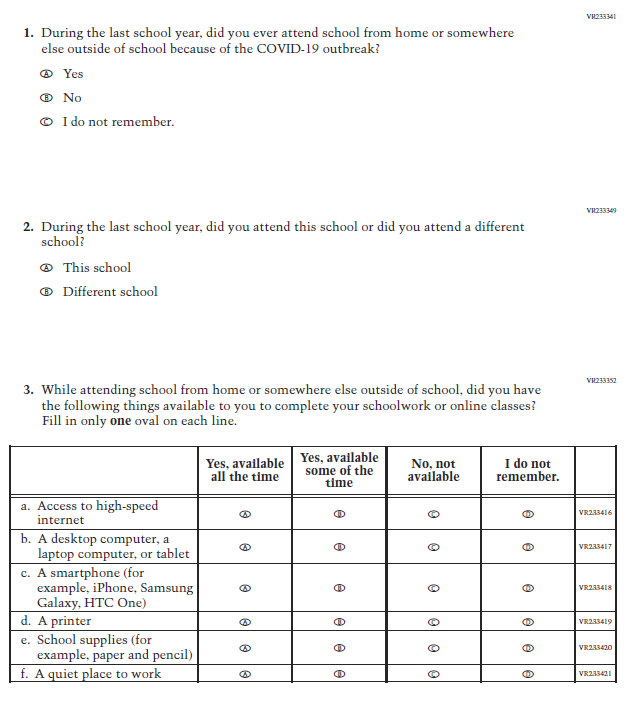 VR233341
1. During the last school year, did you ever attend school from home or somewhere
else outside of school because of the COVID-19 outbreak?
Ⓐ Yes
Ⓑ No
Ⓒ I do not remember.
VR233349
2. During the last school year, did you attend this school or did you attend a different
school?
Ⓐ This school
Ⓑ Different school
VR233352
3. While attending school from home or somewhere else outside of school, did you have
the following things available to you to complete your schoolwork or online classes?
Fill in only one oval on each line.
Yes, available
all the time
Yes, available
some of the
time
No, not
available
I do not
remember.
a. Access to high-speed
internet
Ⓐ Ⓑ Ⓒ Ⓓ VR233416
b. A desktop computer, a
laptop computer, or tablet
Ⓐ Ⓑ Ⓒ Ⓓ VR233417
c. A smartphone (for
example, iPhone, Samsung
Galaxy, HTC One)
Ⓐ Ⓑ Ⓒ Ⓓ VR233418
d. A printer Ⓐ Ⓑ Ⓒ Ⓓ VR233419
e. School supplies (for
example, paper and pencil)
Ⓐ Ⓑ Ⓒ Ⓓ VR233420
f. A quiet place to work Ⓐ Ⓑ Ⓒ Ⓓ VR233421